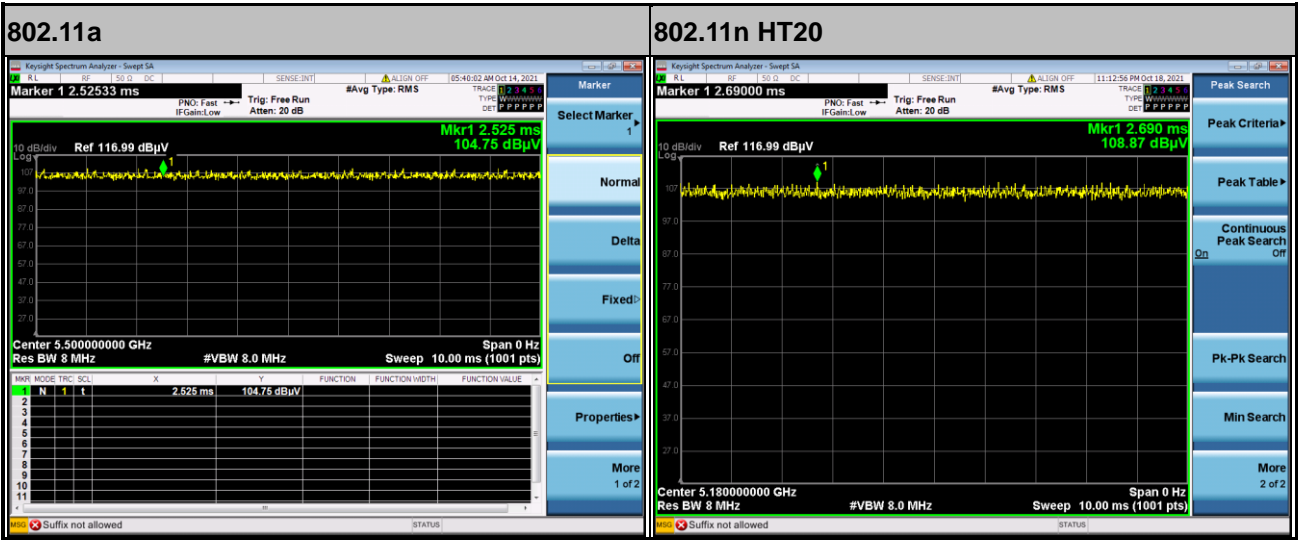 802.11a
Keysight Spectrum Analyzer - Swept SA
RL RF 50 Ω DC SENSE:INT ALIGN OFF 05:40:02 AM Oct 14, 2021
Marker 1 2.52533 ms
PNO: Fast
IFGain:Low
Trig: Free Run
Atten: 20 dB
#Avg Type: RMS
TRACE 1 2 3 4 5 6
TYPE WWWWWW
DET P P P P P P
Mkr1 2.525 ms
104.75 dBµV
10 dB/div Ref 116.99 dBµV
Log
1
107
97.0
87.0
77.0
67.0
57.0
47.0
37.0
27.0
Center 5.500000000 GHz Span 0 Hz
Res BW 8 MHz #VBW 8.0 MHz Sweep 10.00 ms (1001 pts)
MKR MODE TRC SCL X Y FUNCTION FUNCTION WIDTH FUNCTION VALUE
1 N 1 t 2.525 ms 104.75 dBµV
2
3
4
5
6
7
8
9
10
11
MSG Suffix not allowed STATUS
Marker
Select Marker
1
Normal
Delta
Fixed
Off
Properties
More
1 of 2
802.11n HT20
Keysight Spectrum Analyzer - Swept SA
RL RF 50 Ω DC SENSE:INT ALIGN OFF 11:12:56 PM Oct 18, 2021
Marker 1 2.69000 ms
PNO: Fast
IFGain:Low
Trig: Free Run
Atten: 20 dB
#Avg Type: RMS
TRACE 1 2 3 4 5 6
TYPE WWWWWW
DET P P P P P P
Mkr1 2.690 ms
108.87 dBµV
10 dB/div Ref 116.99 dBµV
Log
1
107
97.0
87.0
77.0
67.0
57.0
47.0
37.0
27.0
Center 5.180000000 GHz Span 0 Hz
Res BW 8 MHz #VBW 8.0 MHz Sweep 10.00 ms (1001 pts)
MSG Suffix not allowed STATUS
Peak Search
Peak Criteria
Peak Table
Continuous
Peak Search
On Off
Pk-Pk Search
Min Search
More
2 of 2